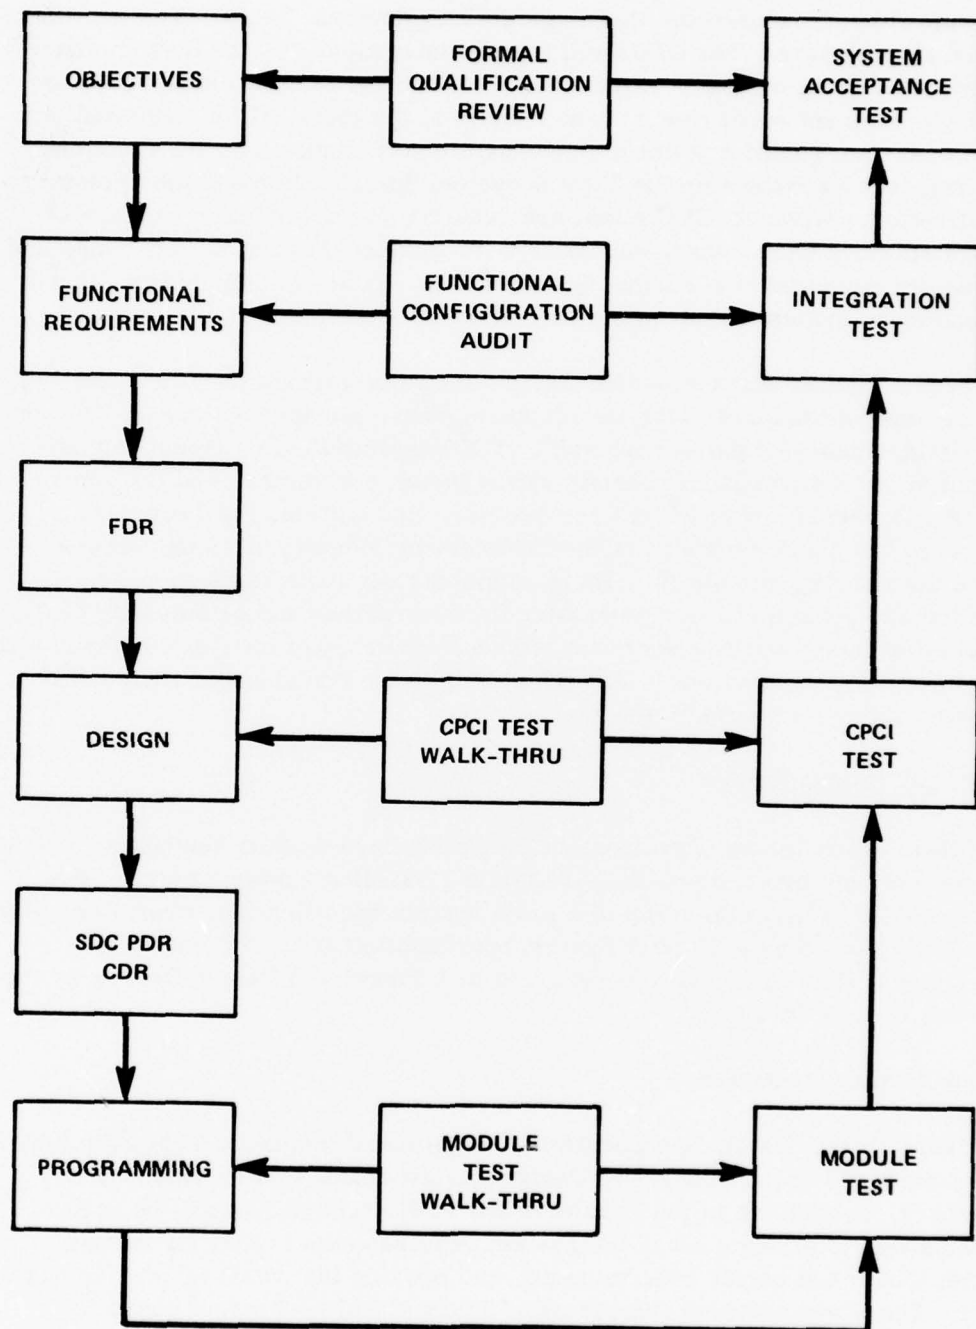 OBJECTIVES
FORMAL
QUALIFICATION
REVIEW
SYSTEM
ACCEPTANCE
TEST
FUNCTIONAL
REQUIREMENTS
FUNCTIONAL
CONFIGURATION
AUDIT
INTEGRATION
TEST
FDR
DESIGN
CPCI TEST
WALK-THRU
CPCI
TEST
SDC PDR
CDR
PROGRAMMING
MODULE
TEST
WALK-THRU
MODULE
TEST